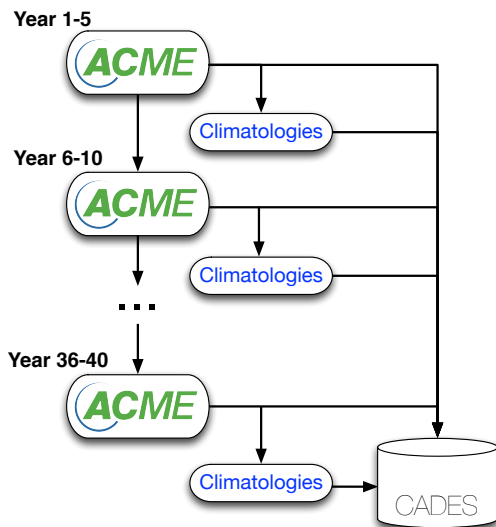 Year 1-5
ACME
Climatologies
Year 6-10
ACME
Climatologies
...
Year 36-40
ACME
Climatologies
CADES